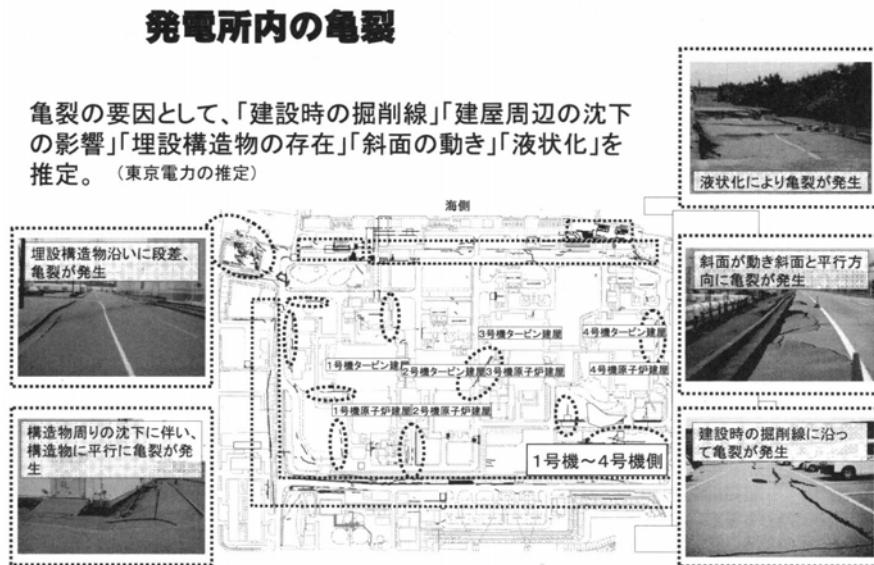 発電所内の亀裂
亀裂の要因として、「建設時の掘削線」「建屋周辺の沈下
の影響」「埋設構造物の存在」「斜面の動き」「液状化」を
推定。（東京電力の推定）
海側
液状化により亀裂が発生
埋設構造物沿いに段差、
亀裂が発生
斜面が動き斜面と平行方
向に亀裂が発生
3号機タービン建屋
4号機タービン建屋
1号機タービン建屋
2号機タービン建屋
3号機原子炉建屋
4号機原子炉建屋
1号機原子炉建屋
2号機原子炉建屋
構造物周りの沈下に伴い、
構造物に平行に亀裂が発
生
1号機～4号機側
建設時の掘削線に沿っ
て亀裂が発生